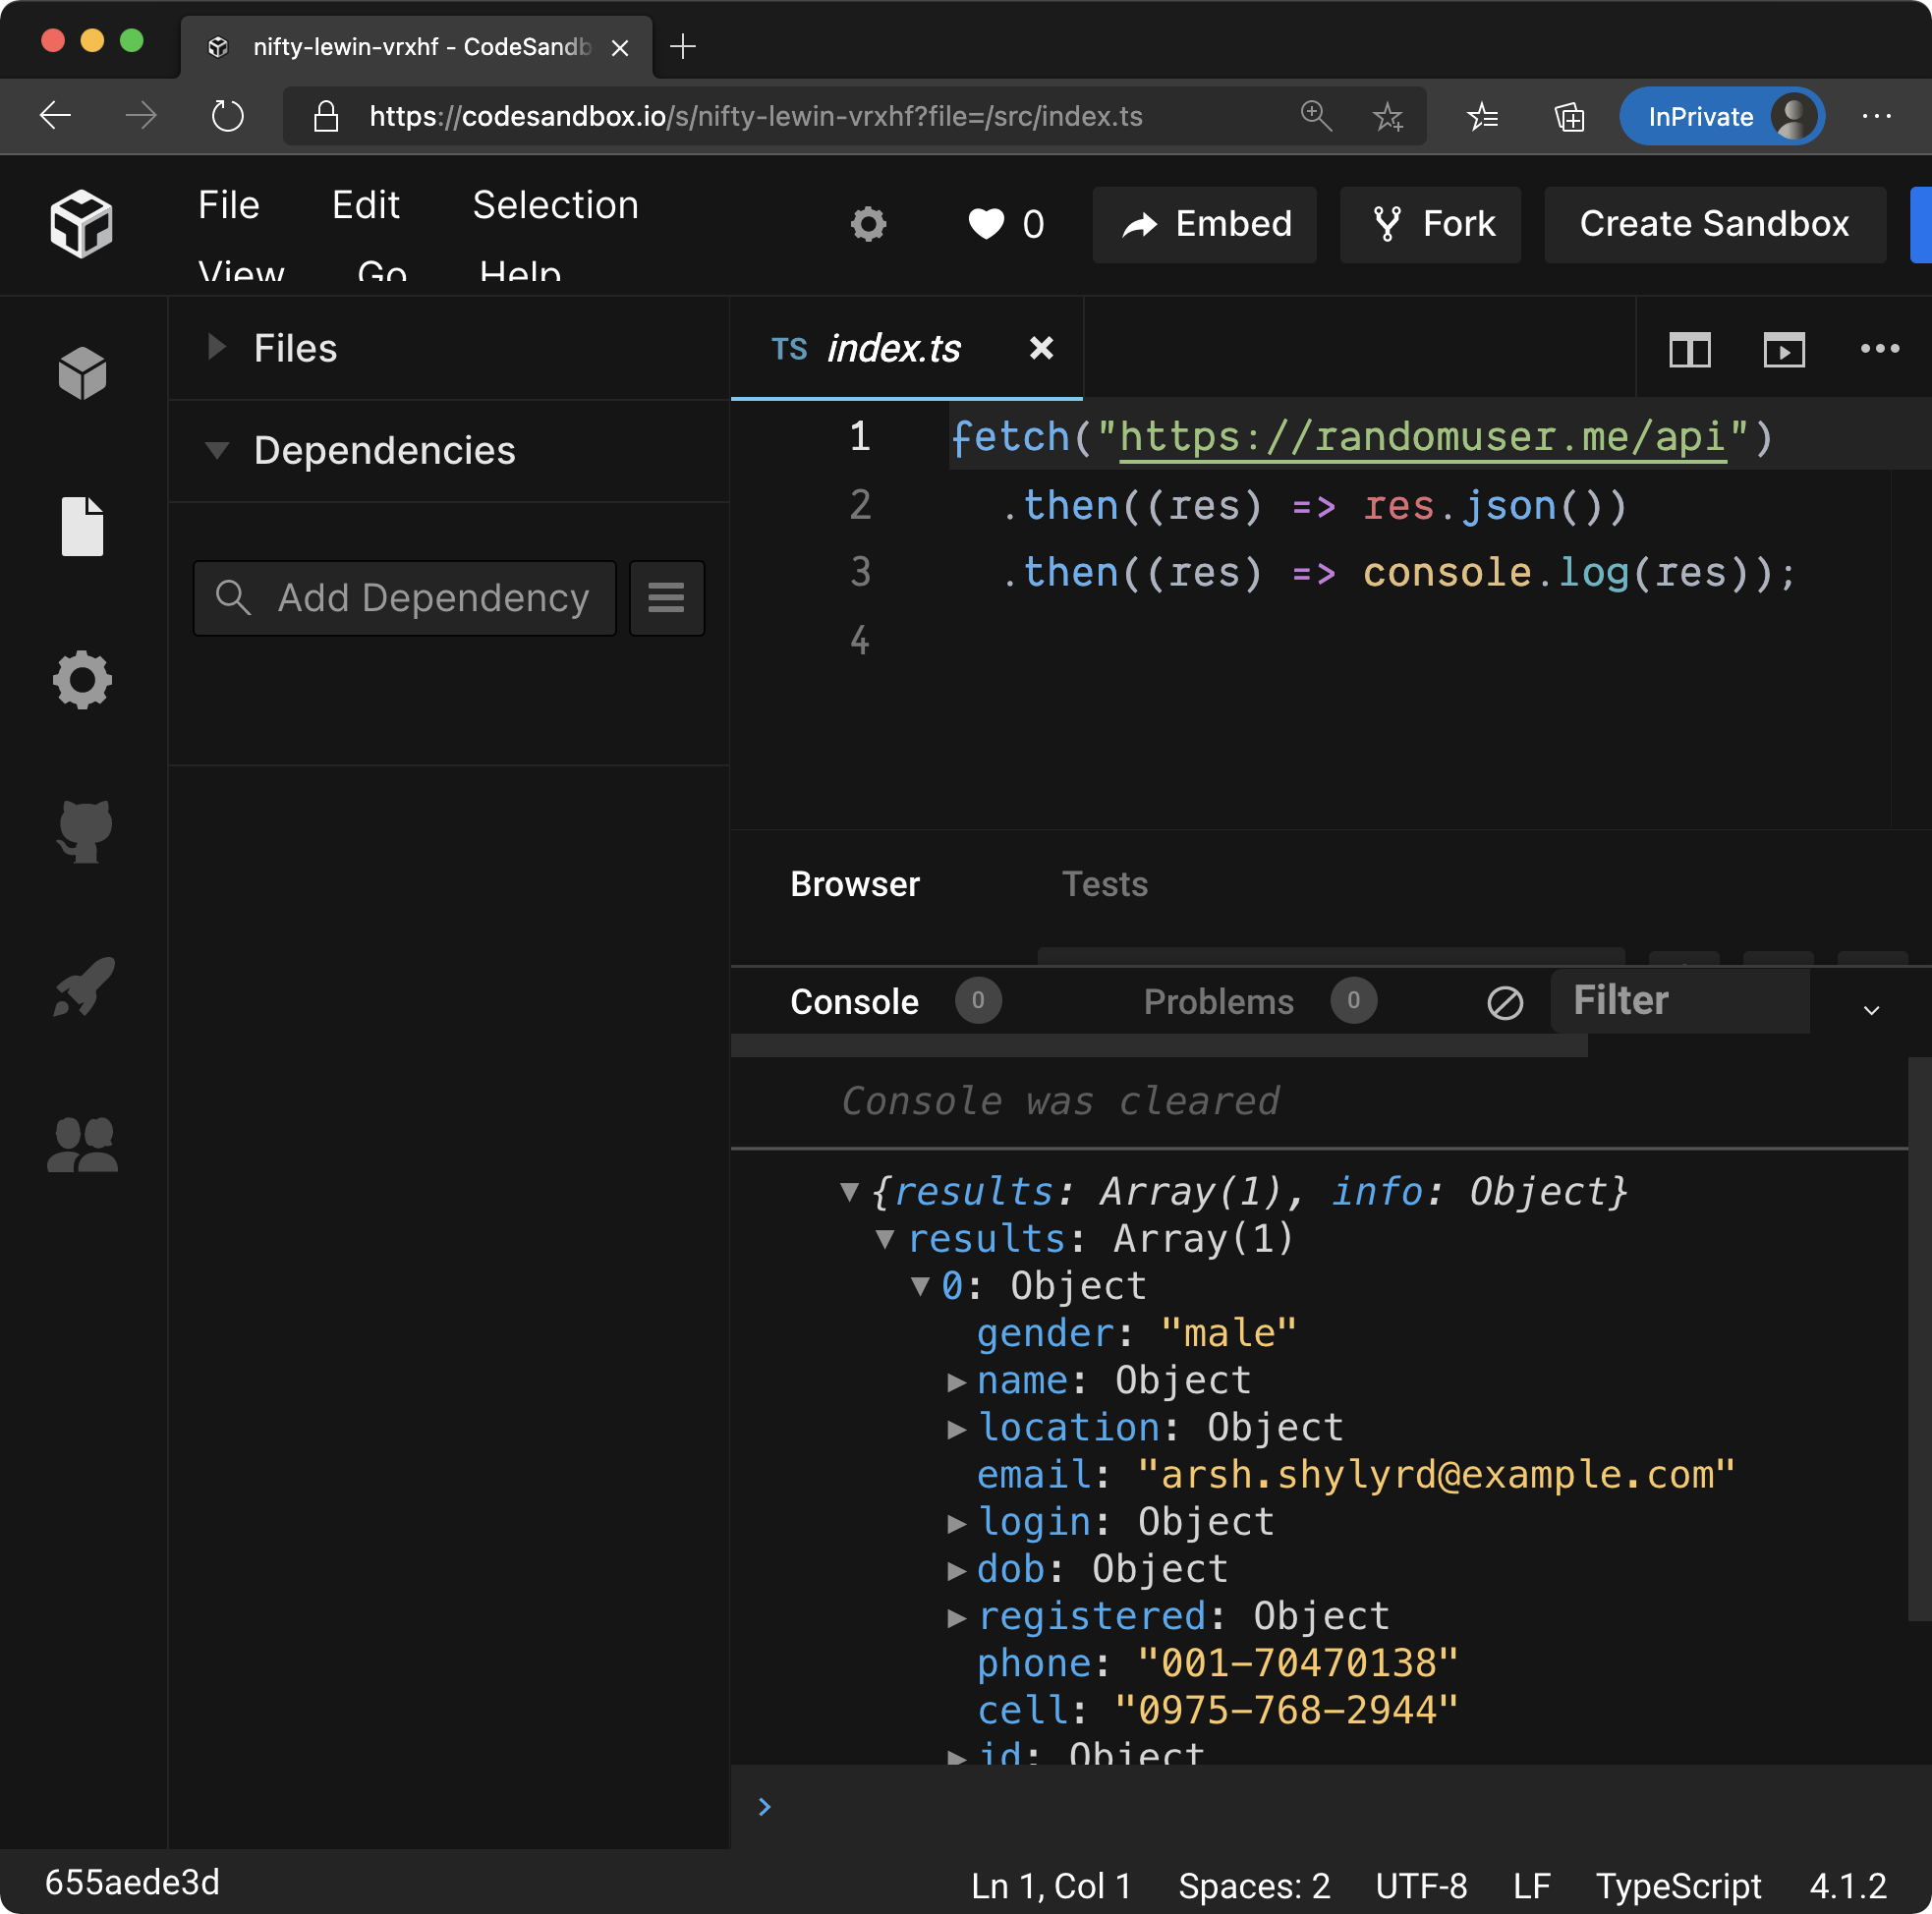 nifty-lewin-vrxhf - CodeSandb
https://codesandbox.io/s/nifty-lewin-vrxhf?file=/src/index.ts
InPrivate
File Edit Selection
View Go Help
0 Embed Fork Create Sandbox
Files
Dependencies
Add Dependency
TS index.ts
1 fetch("https://randomuser.me/api")
2 .then((res) => res.json())
3 .then((res) => console.log(res));
4
Browser Tests
Console 0 Problems 0 Filter
Console was cleared
{results: Array(1), info: Object}
results: Array(1)
0: Object
gender: "male"
name: Object
location: Object
email: "arsh.shylyrd@example.com"
login: Object
dob: Object
registered: Object
phone: "001-70470138"
cell: "0975-768-2944"
id: Object
655aede3d
Ln 1, Col 1 Spaces: 2 UTF-8 LF TypeScript 4.1.2